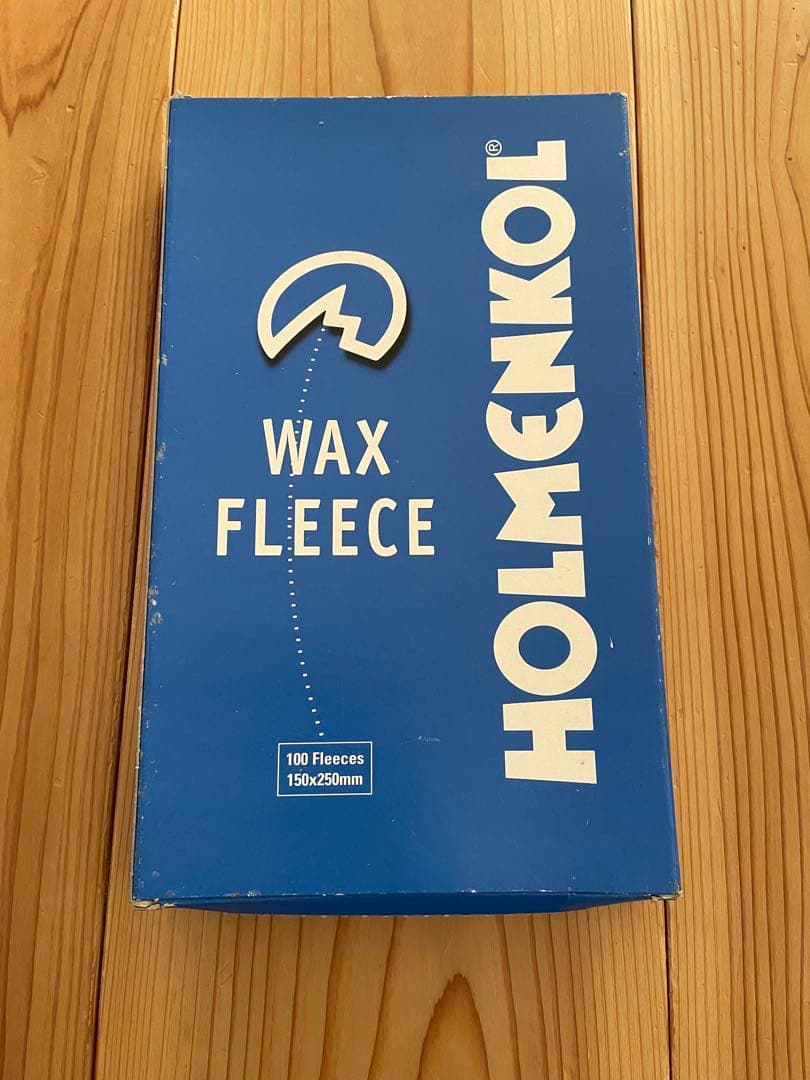 WAX
FLEECE
100 Fleeces
150x250mm
HOLMENKOL®